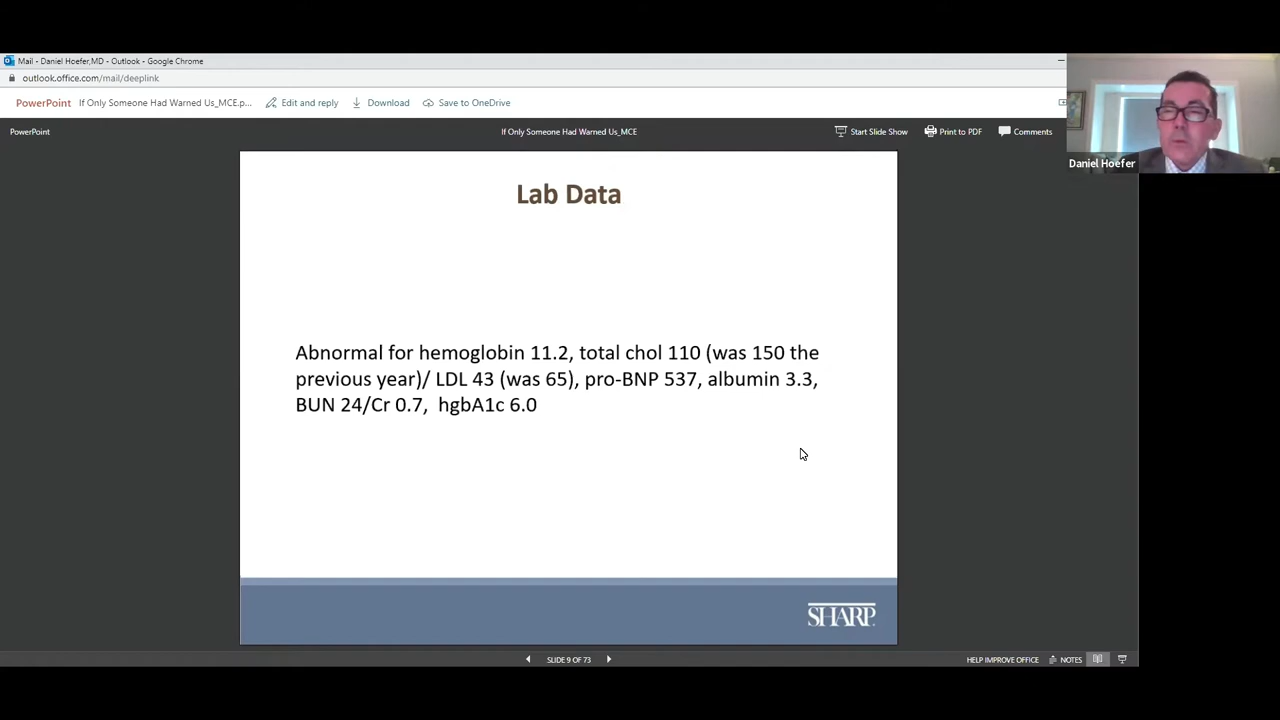 Mail - Daniel Hoefer,MD - Outlook - Google Chrome
outlook.office.com/mail/deeplink
PowerPoint If Only Someone Had Warned Us_MCE.p... Edit and reply Download Save to OneDrive
PowerPoint If Only Someone Had Warned Us_MCE Start Slide Show Print to PDF Comments
Daniel Hoefer
Lab Data
Abnormal for hemoglobin 11.2, total chol 110 (was 150 the
previous year)/ LDL 43 (was 65), pro-BNP 537, albumin 3.3,
BUN 24/Cr 0.7, hgbA1c 6.0
SHARP
SLIDE 9 OF 73 HELP IMPROVE OFFICE NOTES